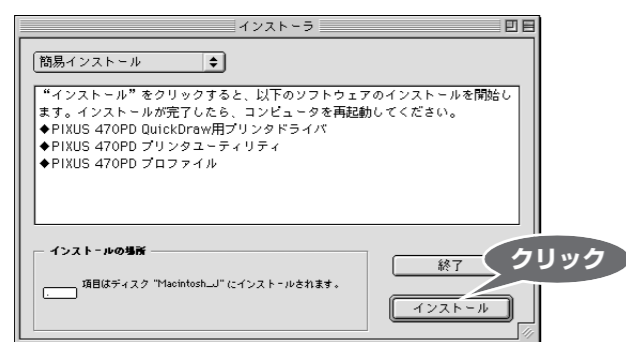 インストーラ
簡易インストール
“インストール”をクリックすると、以下のソフトウェアのインストールを開始し
ます。インストールが完了したら、コンピュータを再起動してください。
◆PIXUS 470PD QuickDraw用プリンタドライバ
◆PIXUS 470PD プリンタユーティリティ
◆PIXUS 470PD プロファイル
インストールの場所
項目はディスク “Macintosh_J” にインストールされます。
終了
クリック
インストール